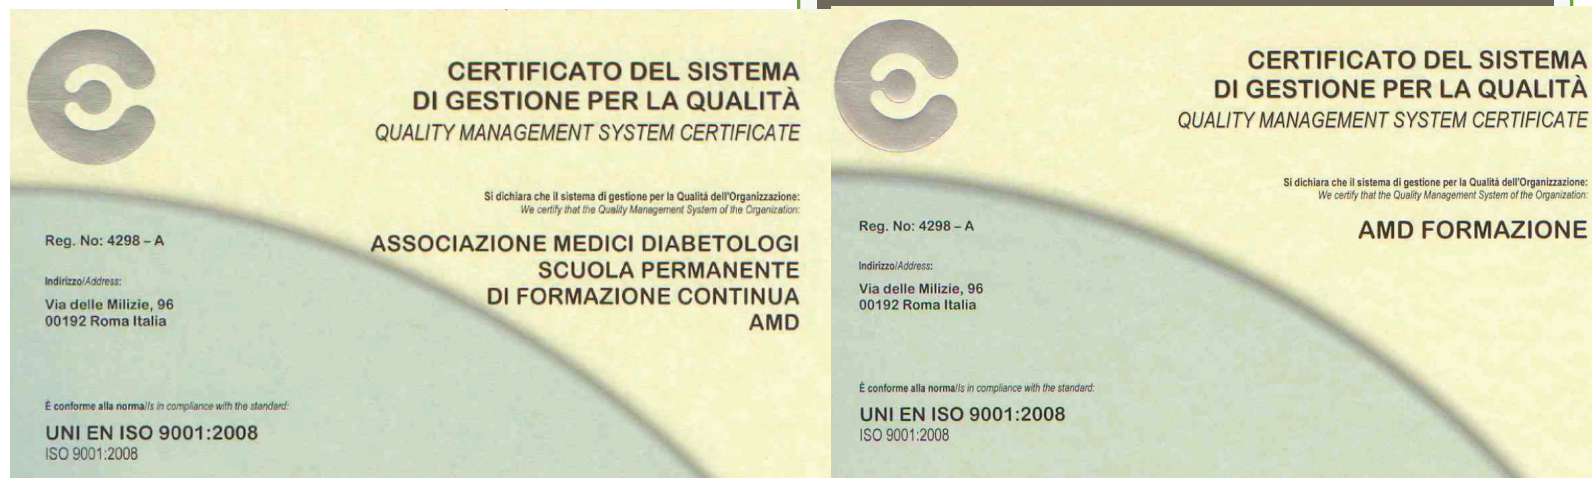 CERTIFICATO DEL SISTEMA
DI GESTIONE PER LA QUALITÀ
QUALITY MANAGEMENT SYSTEM CERTIFICATE
Si dichiara che il sistema di gestione per la Qualità dell'Organizzazione:
We certify that the Quality Management System of the Organization:
Reg. No: 4298 – A
ASSOCIAZIONE MEDICI DIABETOLOGI
SCUOLA PERMANENTE
DI FORMAZIONE CONTINUA
AMD
Indirizzo/Address:
Via delle Milizie, 96
00192 Roma Italia
È conforme alla norma/Is in compliance with the standard:
UNI EN ISO 9001:2008
ISO 9001:2008
CERTIFICATO DEL SISTEMA
DI GESTIONE PER LA QUALITÀ
QUALITY MANAGEMENT SYSTEM CERTIFICATE
Si dichiara che il sistema di gestione per la Qualità dell'Organizzazione:
We certify that the Quality Management System of the Organization:
Reg. No: 4298 – A
AMD FORMAZIONE
Indirizzo/Address:
Via delle Milizie, 96
00192 Roma Italia
È conforme alla norma/Is in compliance with the standard:
UNI EN ISO 9001:2008
ISO 9001:2008